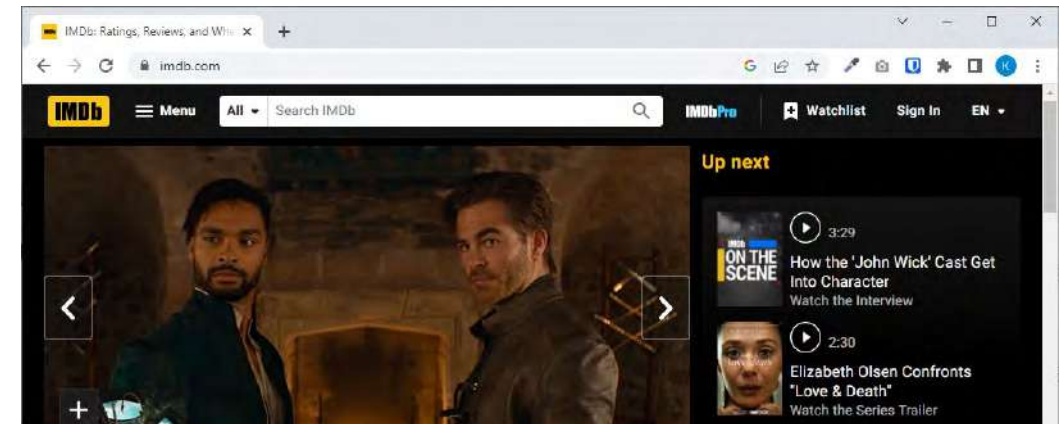 IMDb: Ratings, Reviews, and Whe
imdb.com
K
IMDb
Menu
All
Search IMDb
IMDbPro
Watchlist
Sign In
EN
Up next
IMDb
ON THE
SCENE
3:29
How the 'John Wick' Cast Get
Into Character
Watch the Interview
2:30
Elizabeth Olsen Confronts
"Love & Death"
Watch the Series Trailer